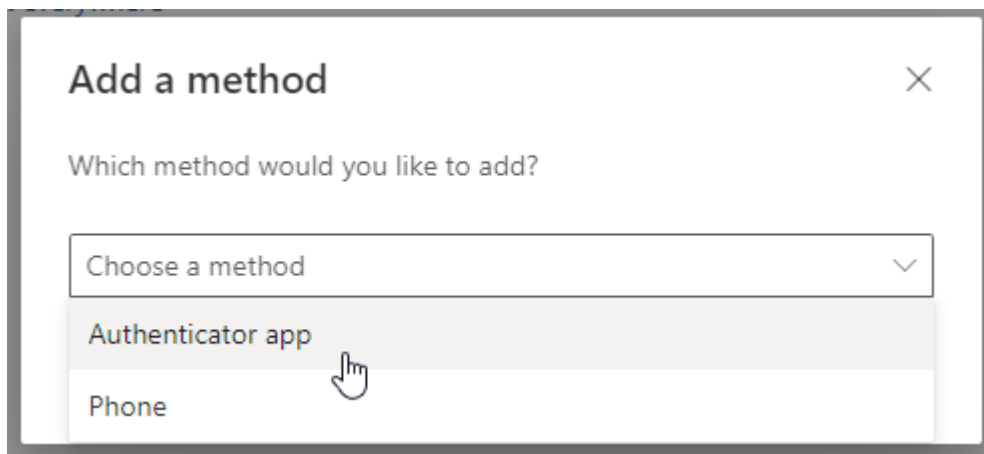 Add a method
Which method would you like to add?
Choose a method
Authenticator app
Phone